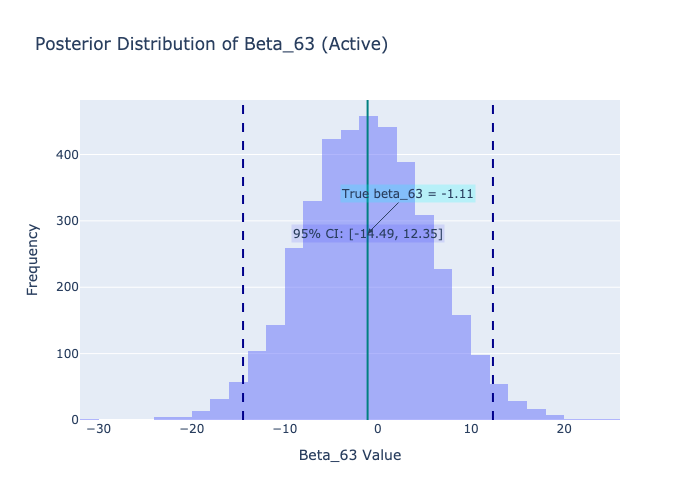 Posterior Distribution of Beta_63 (Active)
400
300
200
100
0
Frequency
True beta_63 = -1.11
95% CI: [-14.49, 12.35]
−30
−20
−10
0
10
20
Beta_63 Value